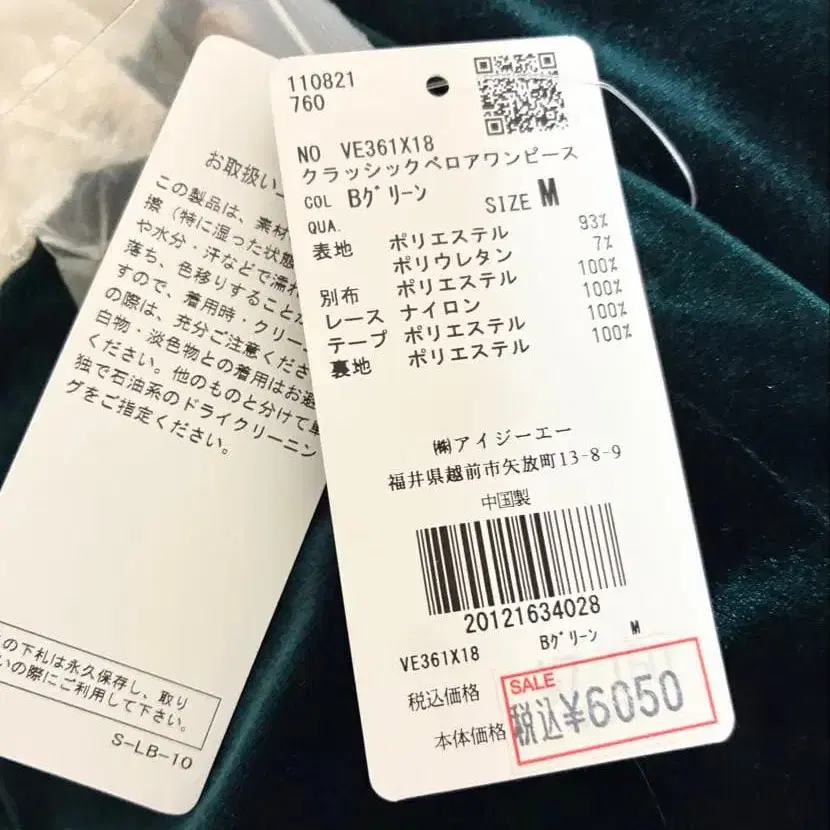 お取扱い
この製品は、素材
擦（特に湿った状態
や水分・汗などで濡れ
落ち、色移りすることが
すので、着用時・クリー
の際は、充分ご注意くださ
白物・淡色物との着用はお避
ください。他のものと分けて単
独で石油系のドライクリーニン
グをご指定ください。
の下札は永久保存し、取り
いの際にご利用して下さい。
S-LB-10
110821
760
NO VE361X18
クラッシックベロアワンピース
COL Bグリーン SIZE M
QUA.
表地 ポリエステル 93%
ポリウレタン 7%
別布 ポリエステル 100%
レース ナイロン 100%
テープ ポリエステル 100%
裏地 ポリエステル 100%
㈱アイジーエー
福井県越前市矢放町13-8-9
中国製
20121634028
VE361X18 Bグリーン M
税込価格
本体価格
SALE
税込¥6050